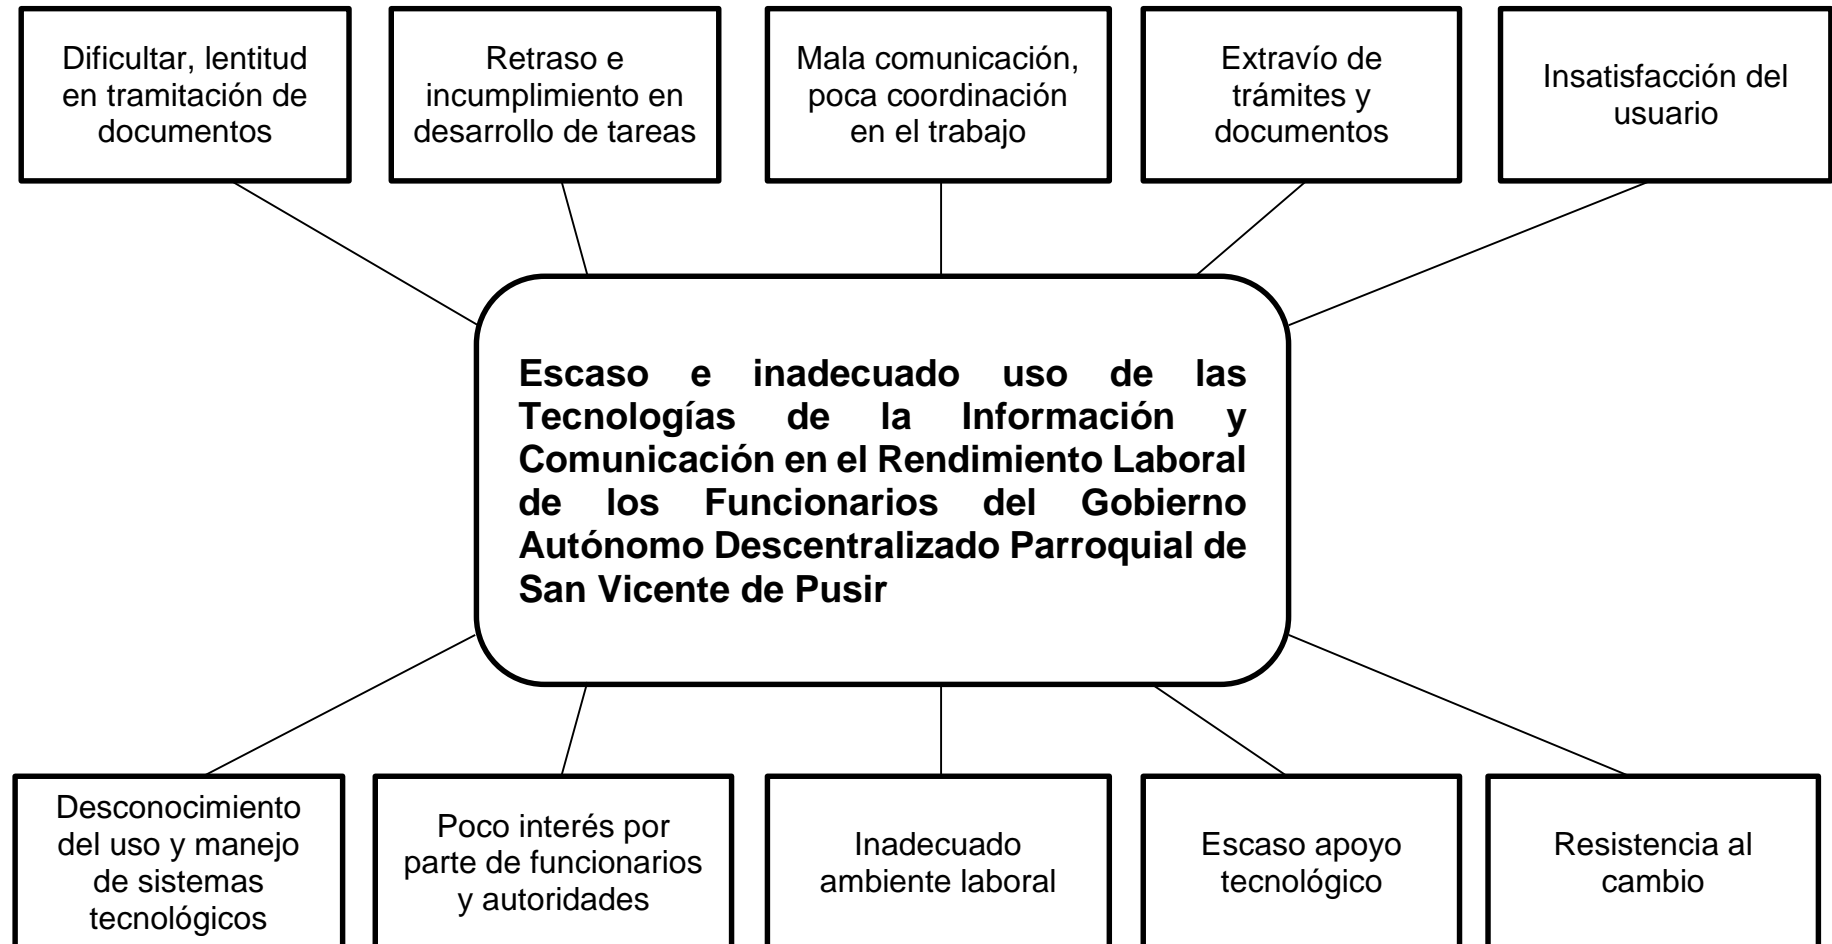 Dificultar, lentitud
en tramitación de
documentos
Retraso e
incumplimiento en
desarrollo de tareas
Mala comunicación,
poca coordinación
en el trabajo
Extravío de
trámites y
documentos
Insatisfacción del
usuario
Escaso e inadecuado uso de las
Tecnologías de la Información y
Comunicación en el Rendimiento Laboral
de los Funcionarios del Gobierno
Autónomo Descentralizado Parroquial de
San Vicente de Pusir
Desconocimiento
del uso y manejo
de sistemas
tecnológicos
Poco interés por
parte de funcionarios
y autoridades
Inadecuado
ambiente laboral
Escaso apoyo
tecnológico
Resistencia al
cambio